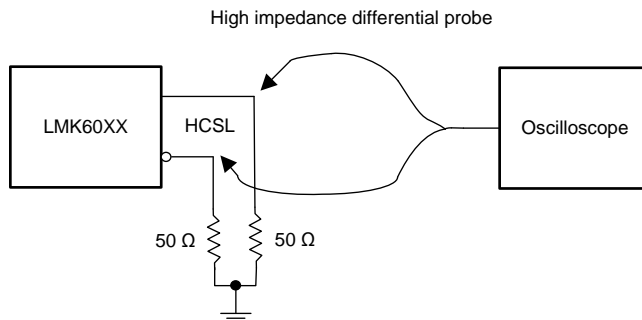 High impedance differential probe
LMK60XX
HCSL
Oscilloscope
50 Ω
50 Ω